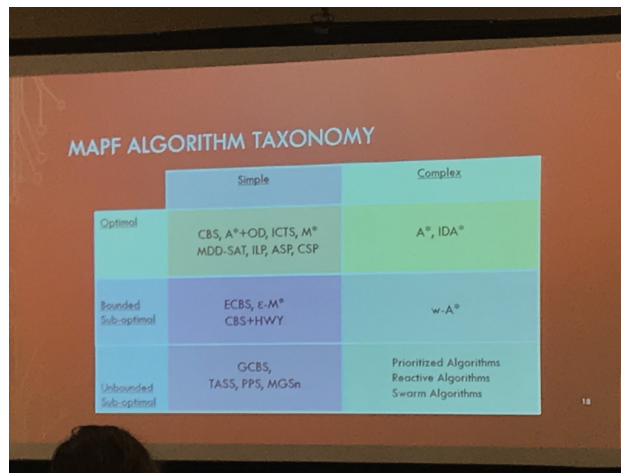 MAPF ALGORITHM TAXONOMY
Simple
Complex
Optimal
CBS, A*+OD, ICTS, M*
MDD-SAT, ILP, ASP, CSP
A*, IDA*
Bounded
Sub-optimal
ECBS, ε-M*
CBS+HWY
w-A*
Unbounded
Sub-optimal
GCBS,
TASS, PPS, MGSn
Prioritized Algorithms
Reactive Algorithms
Swarm Algorithms
18